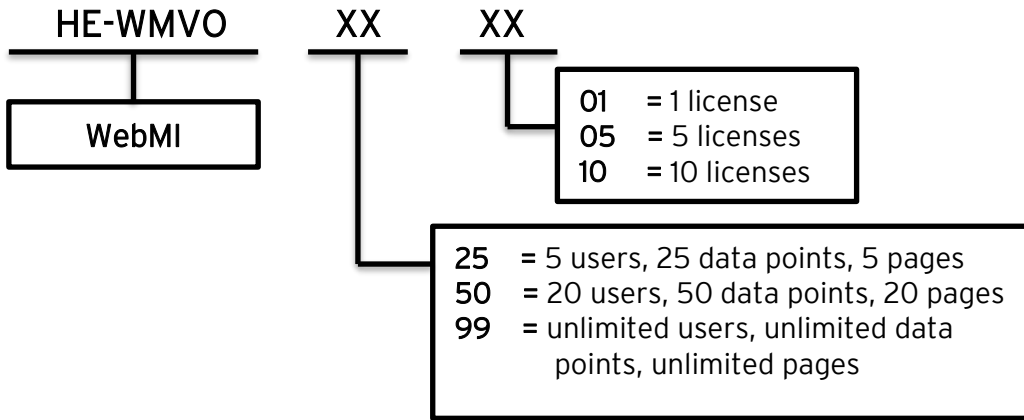 HE-WMVO XX XX
WebMI
01 = 1 license
05 = 5 licenses
10 = 10 licenses
25 = 5 users, 25 data points, 5 pages
50 = 20 users, 50 data points, 20 pages
99 = unlimited users, unlimited data
points, unlimited pages